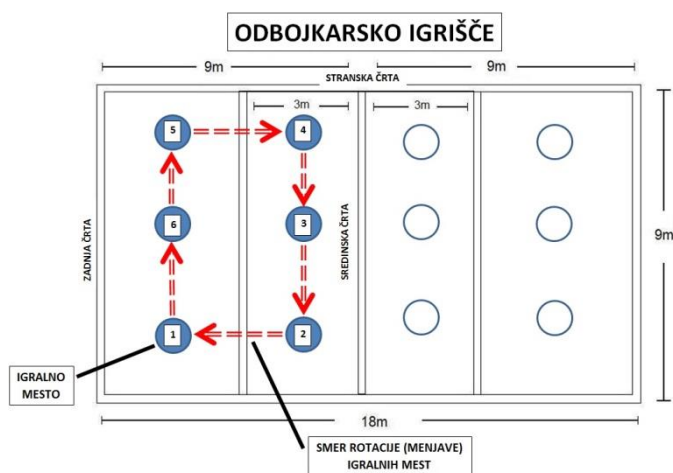 ODBOJKARSKO IGRIŠČE
9m
9m
STRANSKA ČRTA
3m
3m
5
4
ZADNJA ČRTA
6
3
SREDINSKA ČRTA
9m
1
2
IGRALNO
MESTO
18m
SMER ROTACIJE (MENJAVE)
IGRALNIH MEST